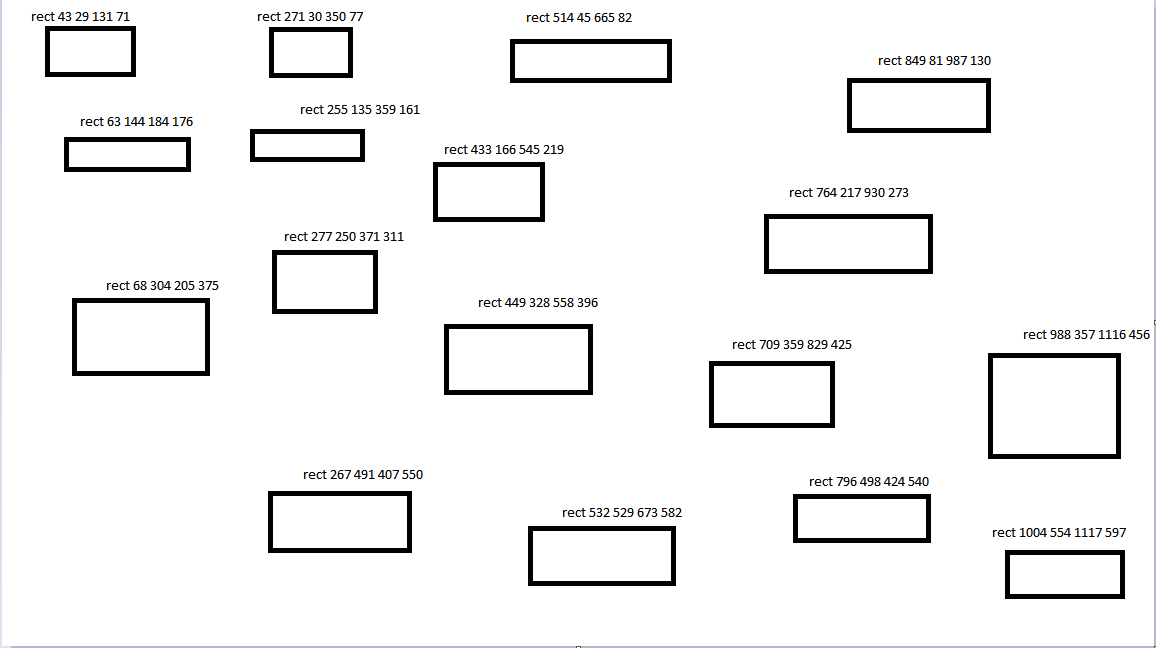 rect 43 29 131 71
rect 271 30 350 77
rect 514 45 665 82
rect 849 81 987 130
rect 63 144 184 176
rect 255 135 359 161
rect 433 166 545 219
rect 764 217 930 273
rect 277 250 371 311
rect 68 304 205 375
rect 449 328 558 396
rect 709 359 829 425
rect 988 357 1116 456
rect 267 491 407 550
rect 532 529 673 582
rect 796 498 424 540
rect 1004 554 1117 597